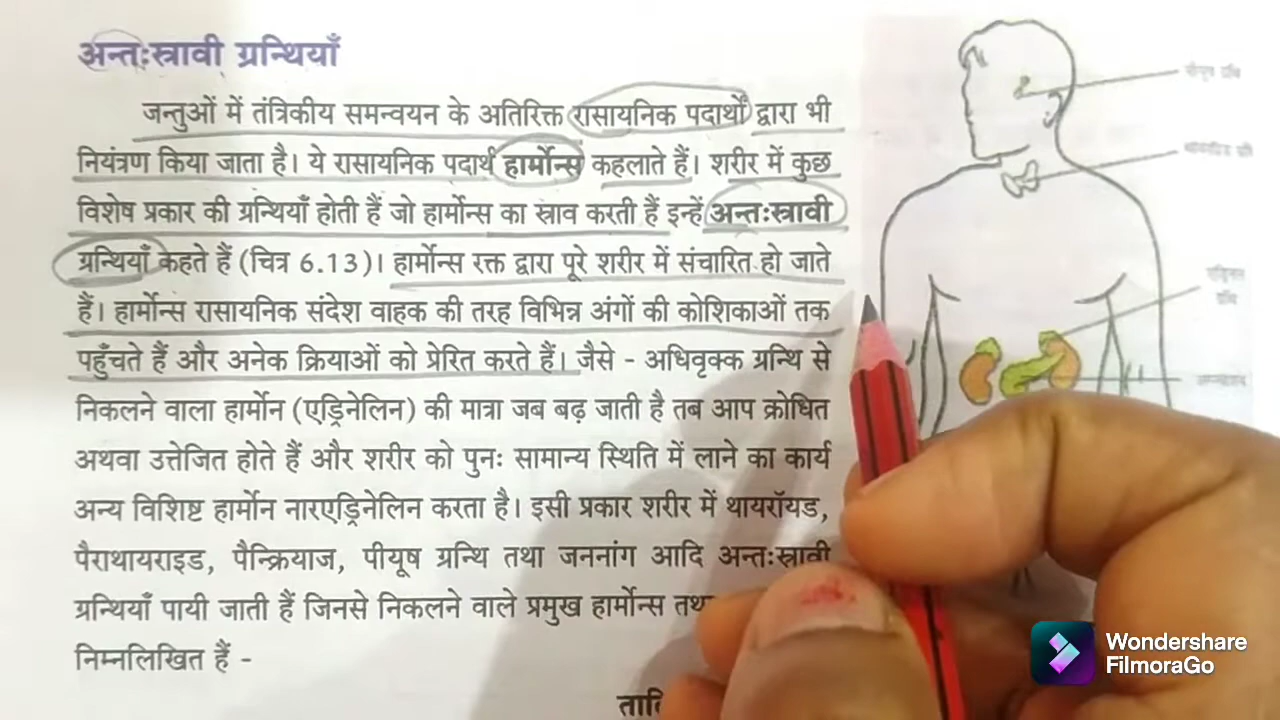 अन्तःस्त्रावी ग्रन्थियाँ
जन्तुओं में तंत्रिकीय समन्वयन के अतिरिक्त रासायनिक पदार्थों द्वारा भी
नियंत्रण किया जाता है। ये रासायनिक पदार्थ हार्मोन्स कहलाते हैं। शरीर में कुछ
विशेष प्रकार की ग्रन्थियाँ होती हैं जो हार्मोन्स का स्राव करती हैं इन्हें अन्तःस्त्रावी
ग्रन्थियाँ कहते हैं (चित्र 6.13)। हार्मोन्स रक्त द्वारा पूरे शरीर में संचारित हो जाते
हैं। हार्मोन्स रासायनिक संदेश वाहक की तरह विभिन्न अंगों की कोशिकाओं तक
पहुँचते हैं और अनेक क्रियाओं को प्रेरित करते हैं। जैसे - अधिवृक्क ग्रन्थि से
निकलने वाला हार्मोन (एड्रिनेलिन) की मात्रा जब बढ़ जाती है तब आप क्रोधित
अथवा उत्तेजित होते हैं और शरीर को पुनः सामान्य स्थिति में लाने का कार्य
अन्य विशिष्ट हार्मोन नारएड्रिनेलिन करता है। इसी प्रकार शरीर में थायरॉयड,
पैराथायराइड, पैन्क्रियाज, पीयूष ग्रन्थि तथा जननांग आदि अन्तःस्त्रावी
ग्रन्थियाँ पायी जाती हैं जिनसे निकलने वाले प्रमुख हार्मोन्स
निम्नलिखित हैं -
Wondershare
FilmoraGo